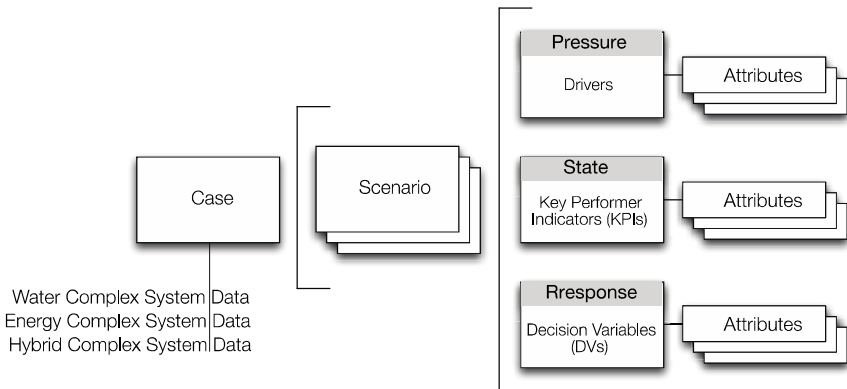 Case
Water Complex System Data
Energy Complex System Data
Hybrid Complex System Data
Scenario
Pressure
Drivers
Attributes
State
Key Performer
Indicators (KPIs)
Attributes
Rresponse
Decision Variables
(DVs)
Attributes